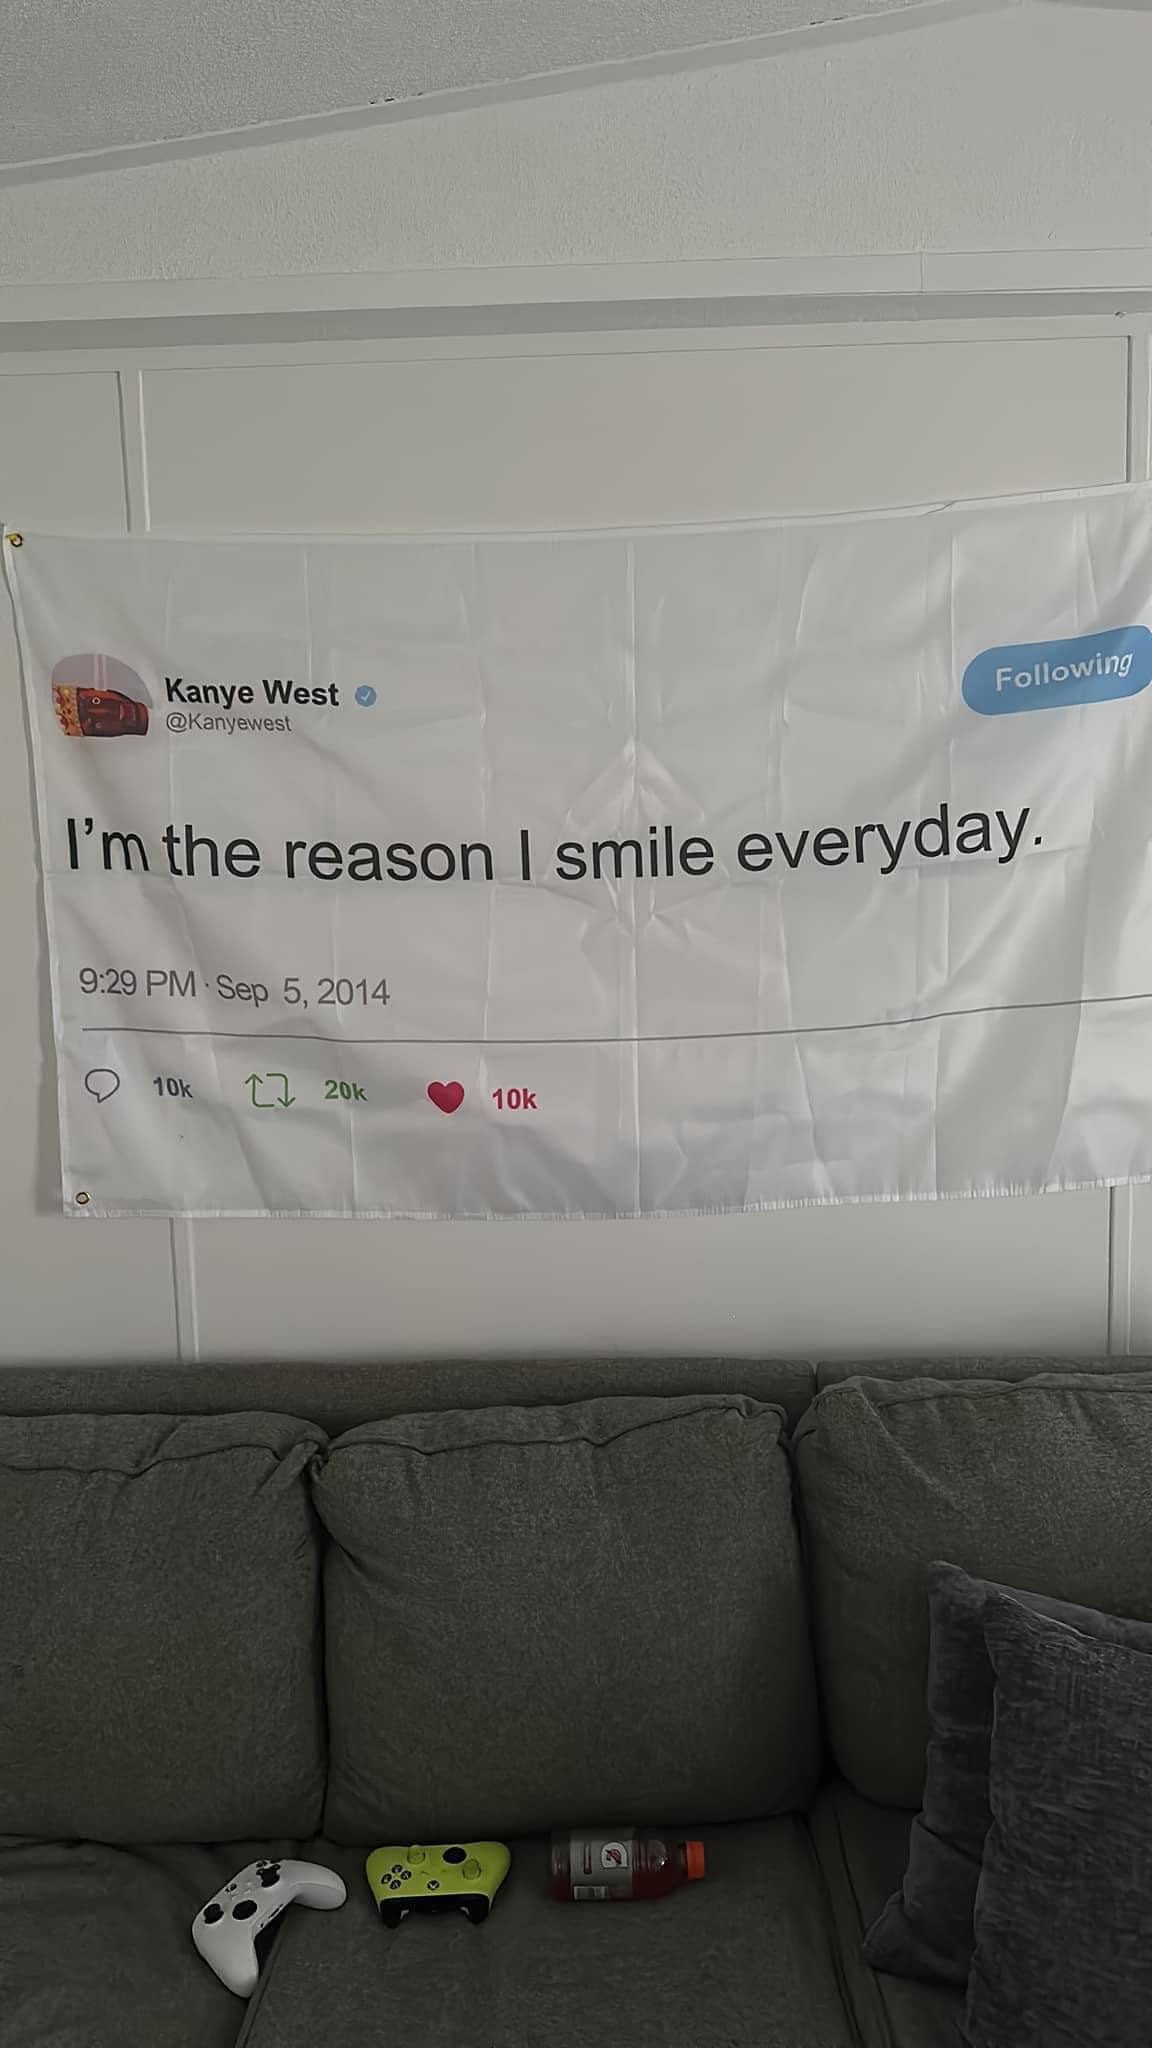 Kanye West
@Kanyewest
Following
I'm the reason I smile everyday.
9:29 PM · Sep 5, 2014
10k 20k 10k